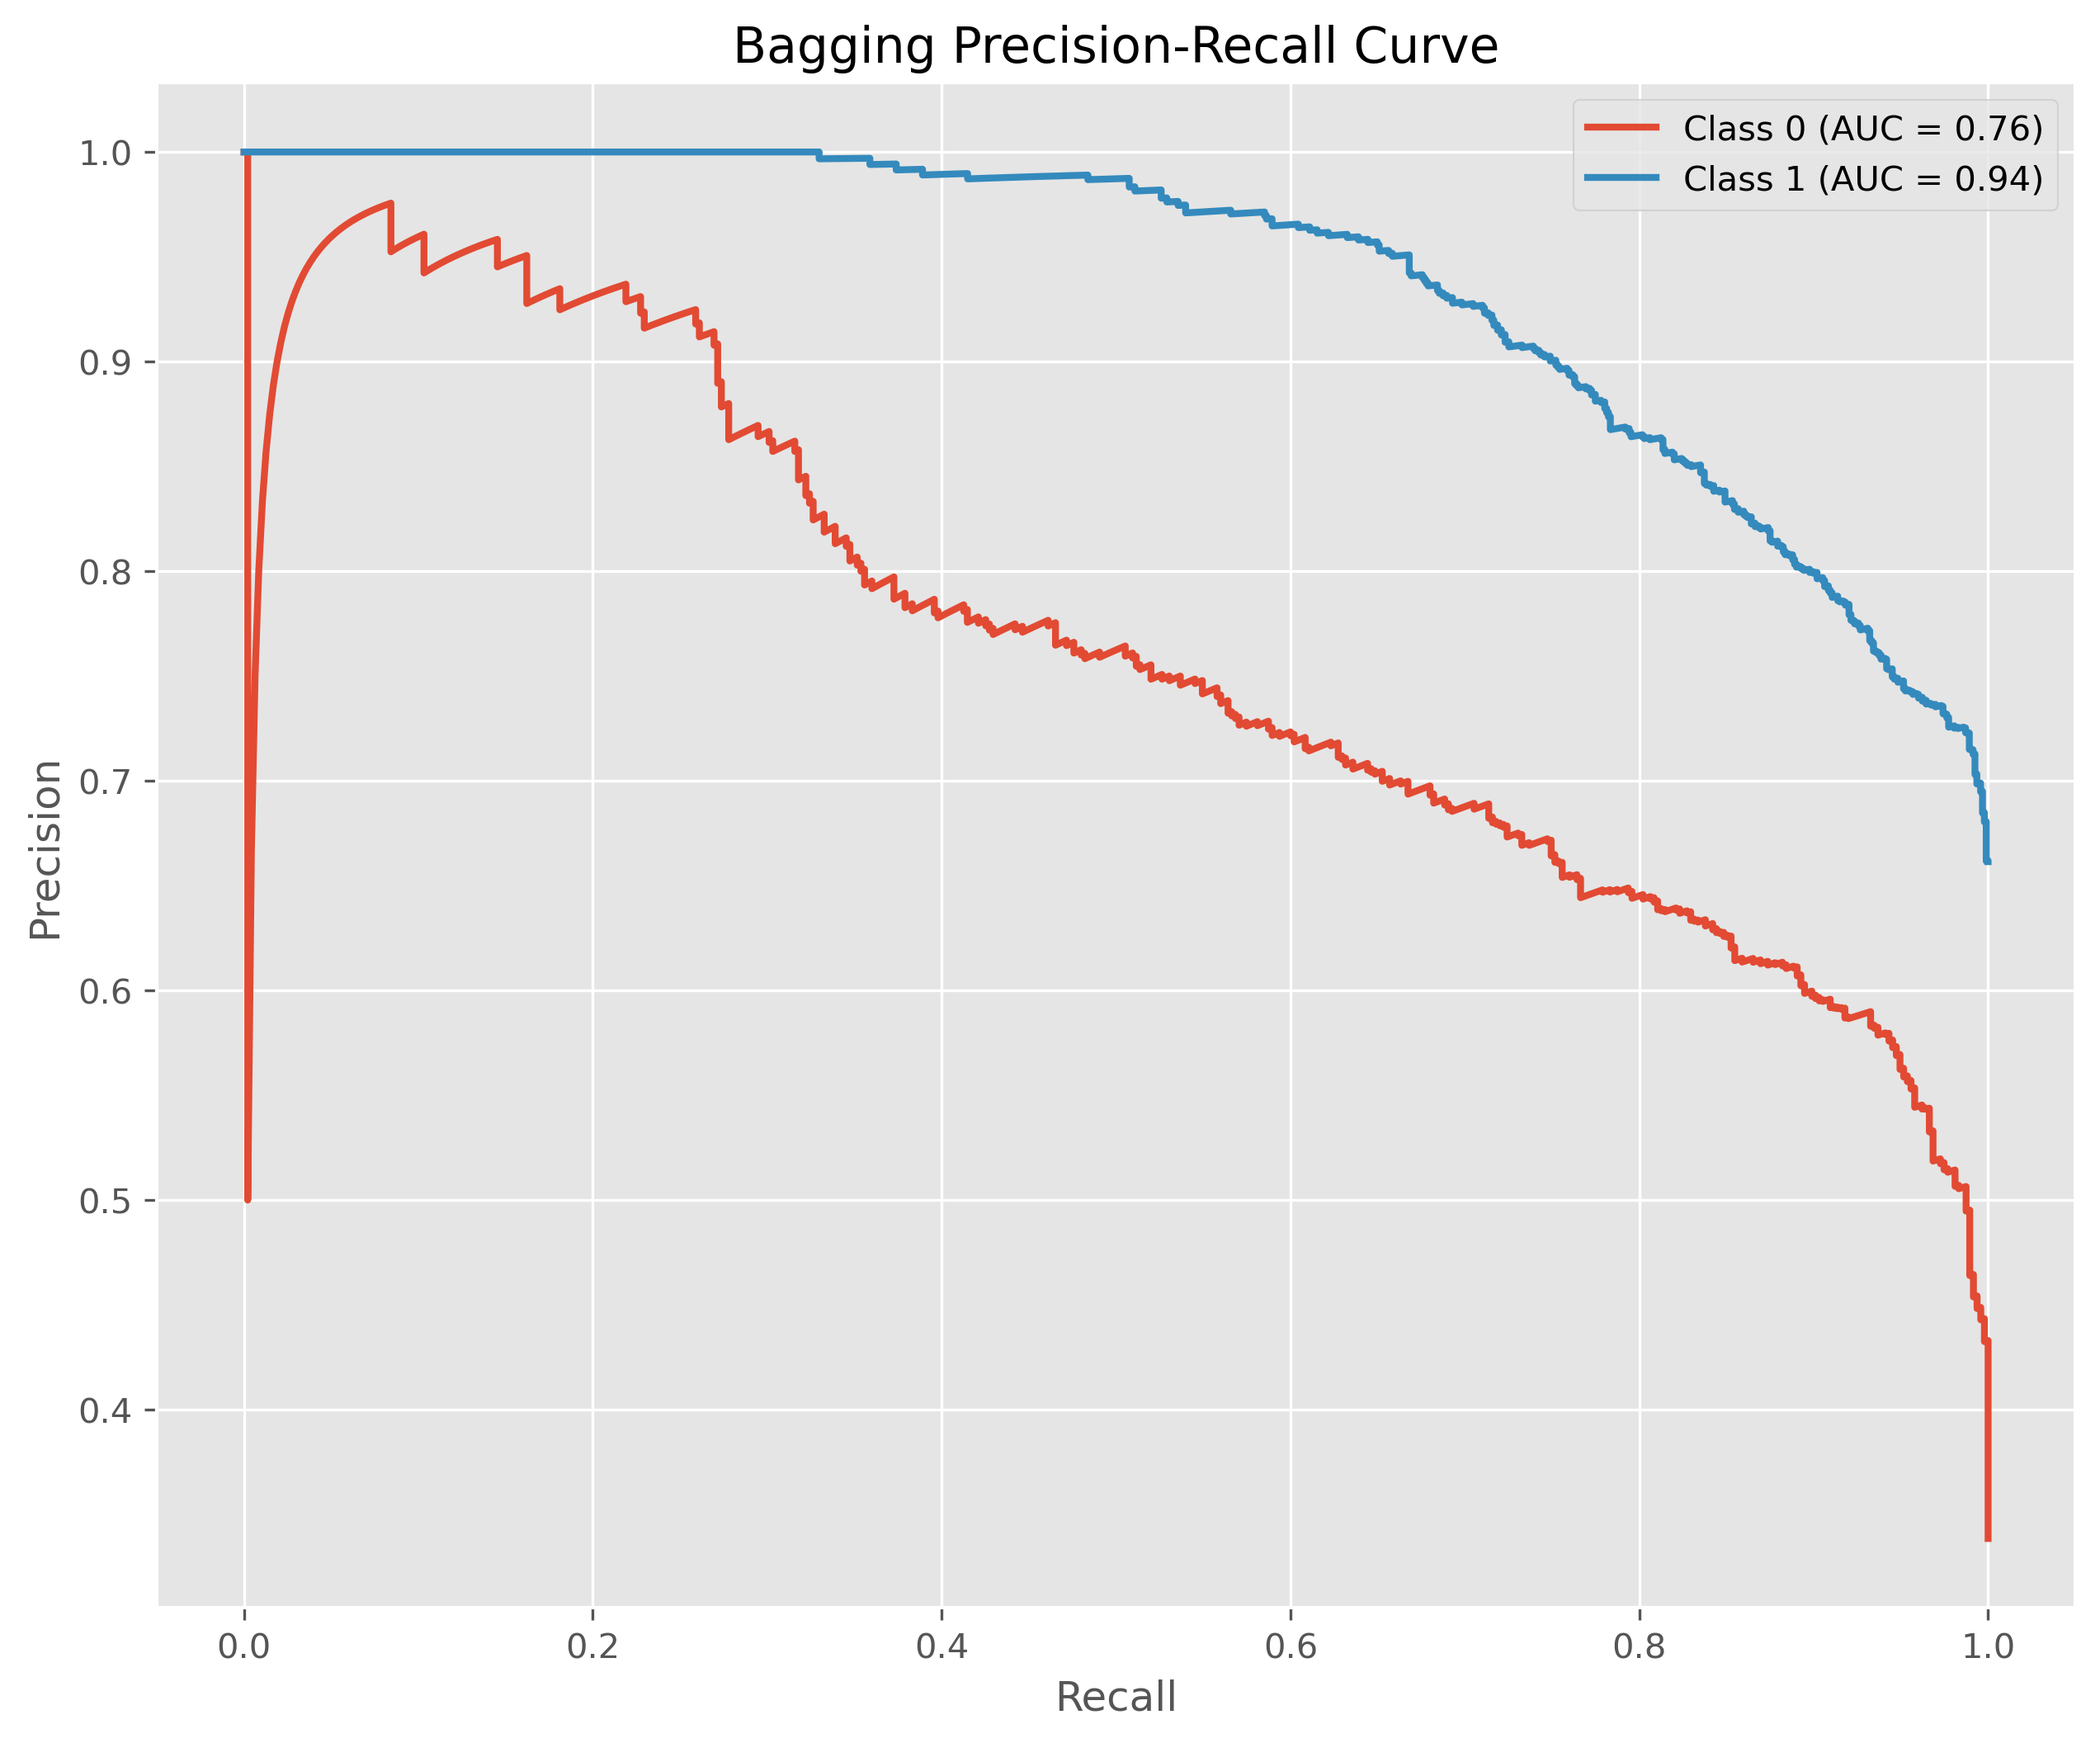 Bagging Precision-Recall Curve
Class 0 (AUC = 0.76)
Class 1 (AUC = 0.94)
1.0
0.9
0.8
0.7
0.6
0.5
0.4
Precision
0.0 0.2 0.4 0.6 0.8 1.0
Recall